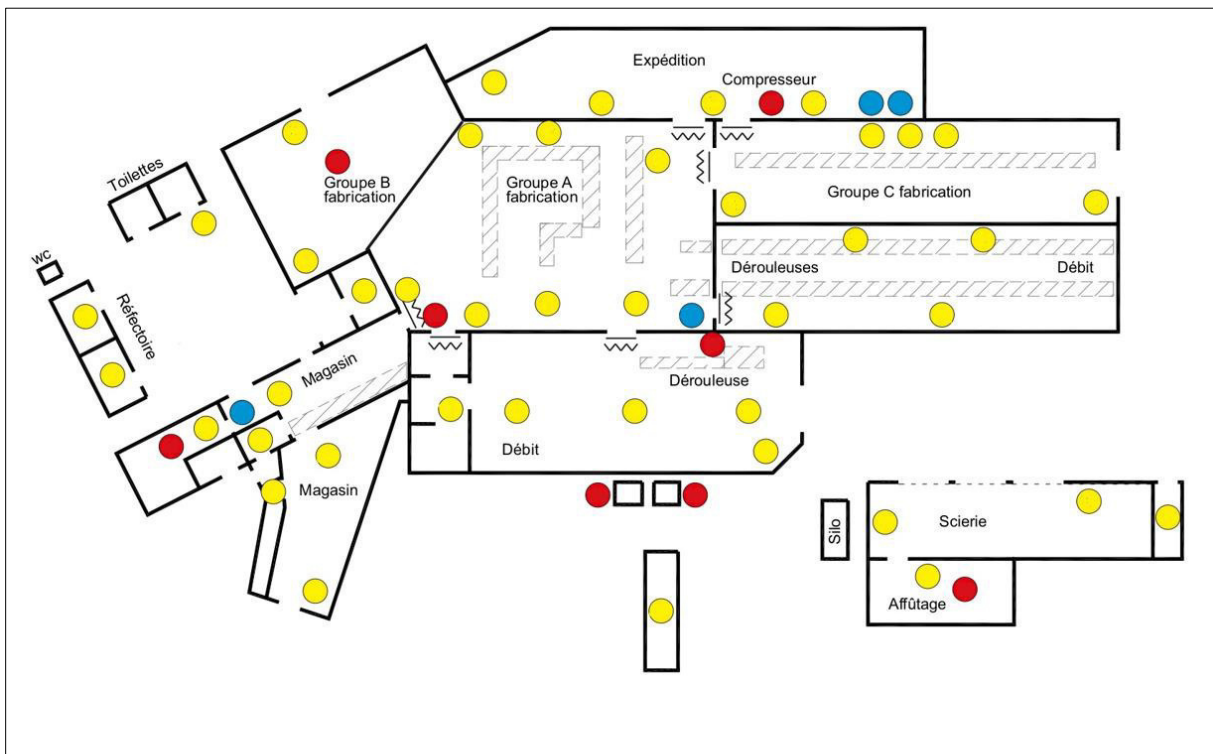 Expédition
Compresseur
Toilettes
Groupe B
fabrication
Groupe A
fabrication
Groupe C fabrication
wc
Réfectoire
Dérouleuses
Débit
Magasin
Dérouleuse
Débit
Magasin
Silo
Scierie
Affûtage